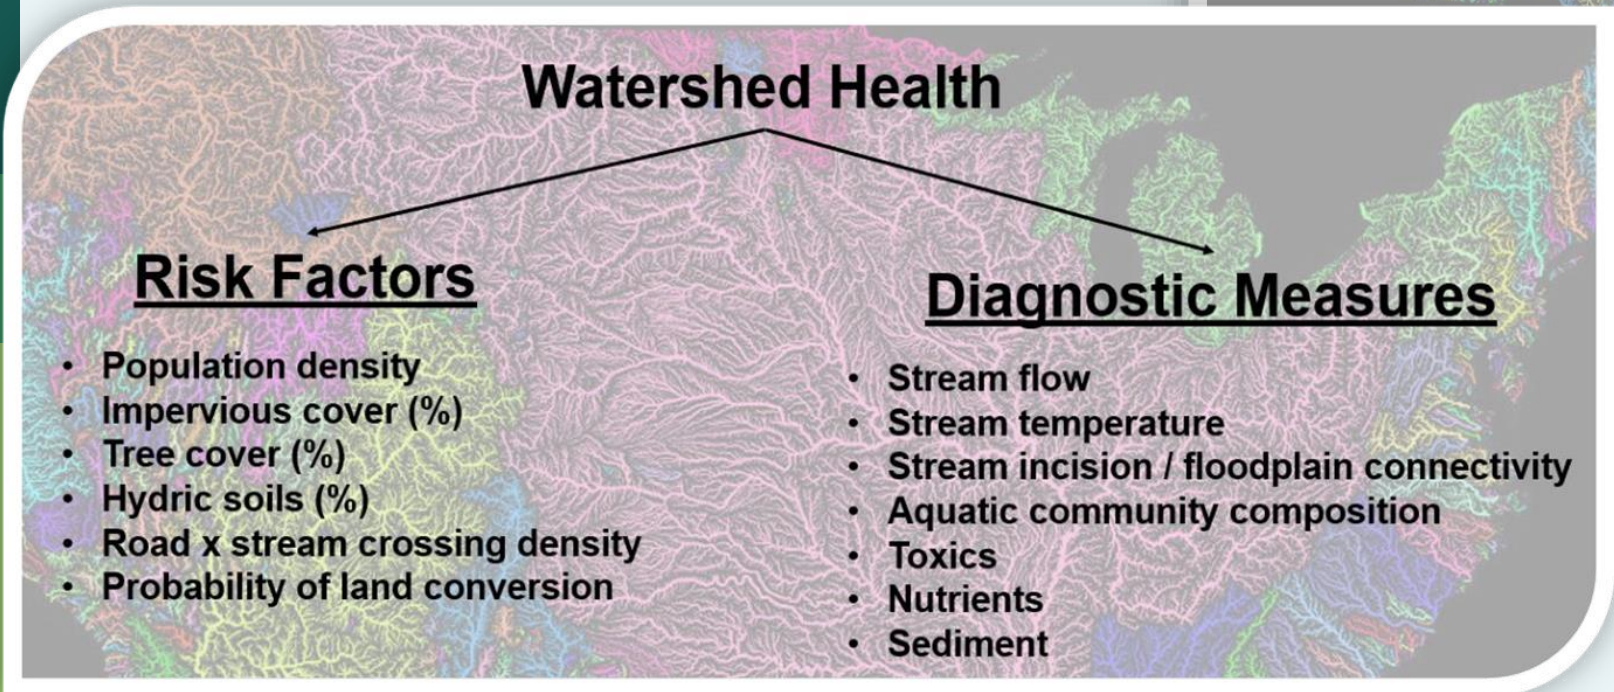 Watershed Health
Risk Factors
• Population density
• Impervious cover (%)
• Tree cover (%)
• Hydric soils (%)
• Road x stream crossing density
• Probability of land conversion
Diagnostic Measures
• Stream flow
• Stream temperature
• Stream incision / floodplain connectivity
• Aquatic community composition
• Toxics
• Nutrients
• Sediment